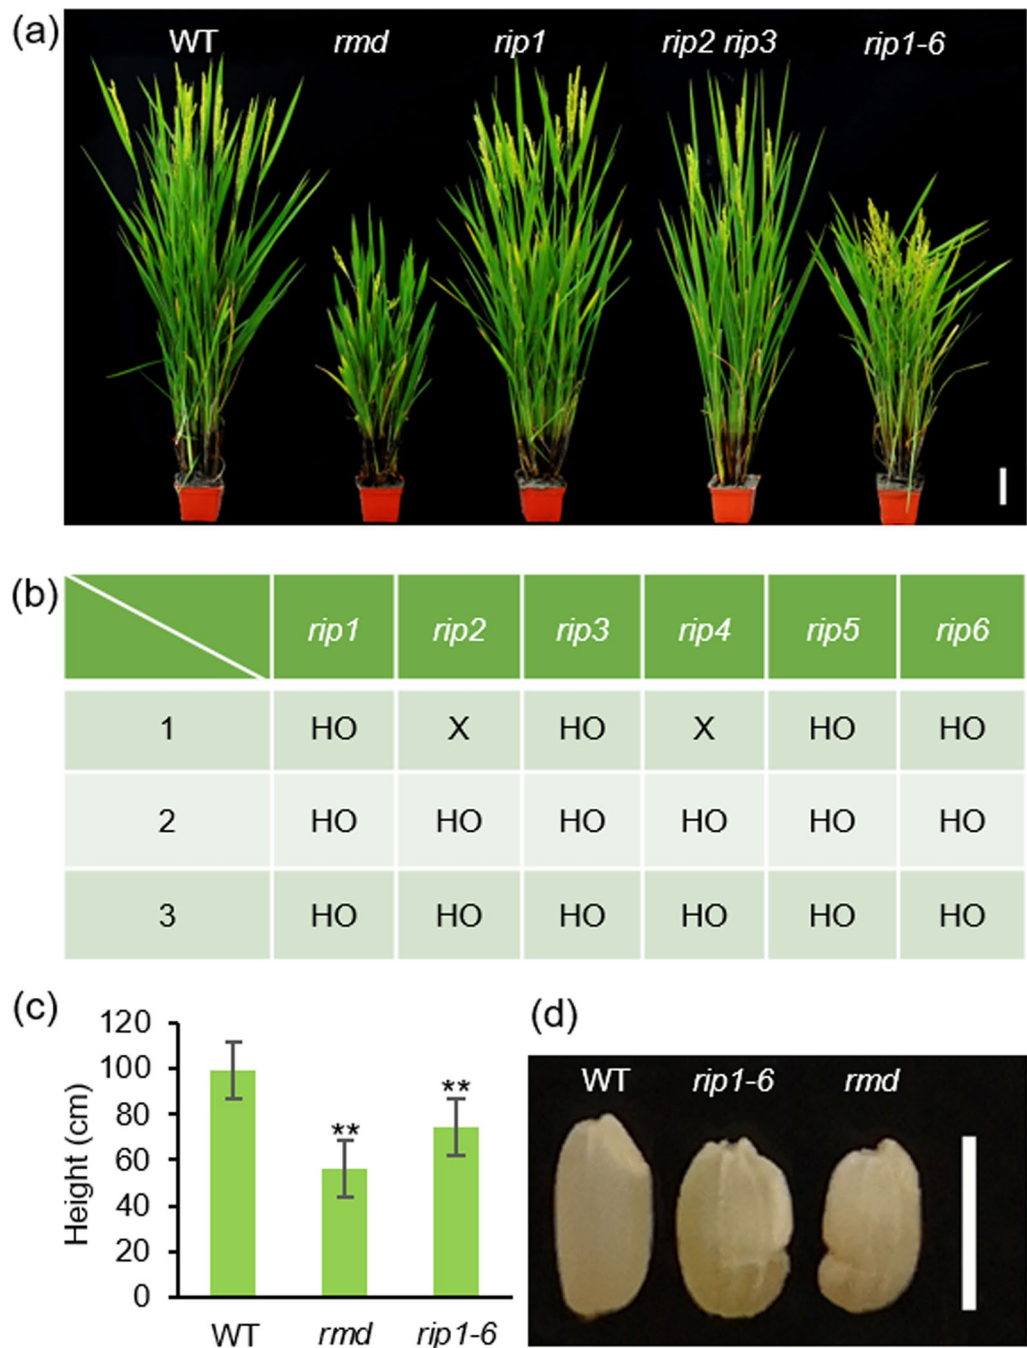 (a)
WT rmd rip1 rip2 rip3 rip1-6
(b)
rip1 rip2 rip3 rip4 rip5 rip6
1 HO X HO X HO HO
2 HO HO HO HO HO HO
3 HO HO HO HO HO HO
(c)
Height (cm)
120
100
80
60
40
20
0
** **
WT rmd rip1-6
(d)
WT rip1-6 rmd